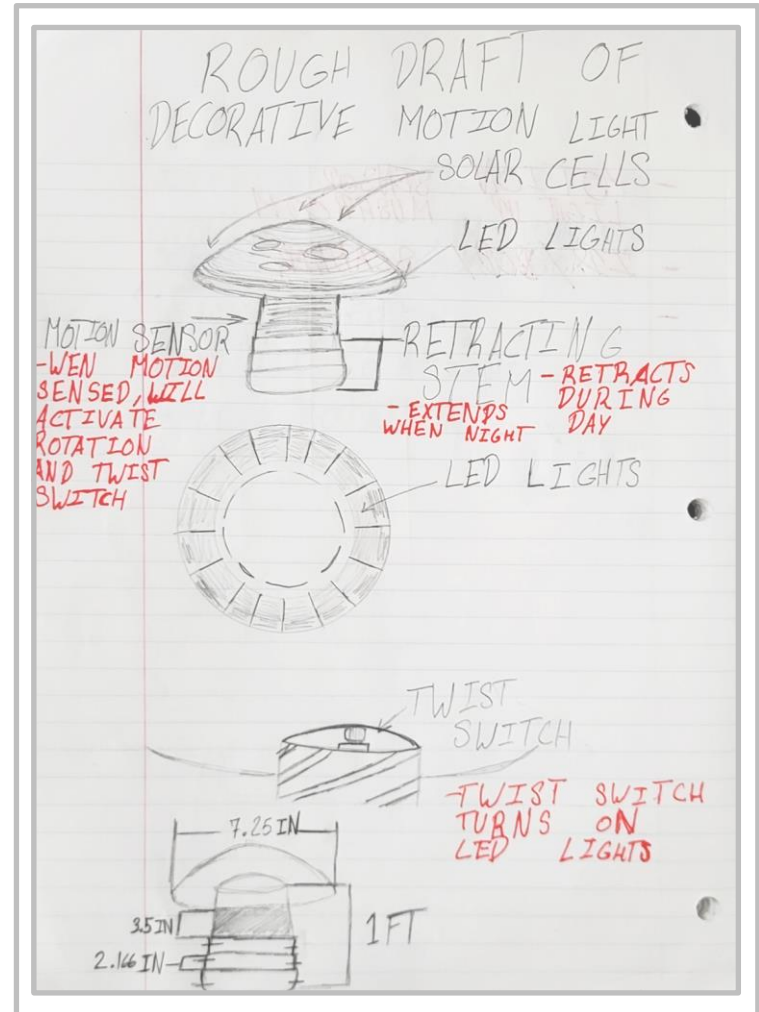 ROUGH DRAFT OF
DECORATIVE MOTION LIGHT
SOLAR CELLS
LED LIGHTS
MOTION SENSOR
-WEN MOTION
SENSED, WILL
ACTIVATE
ROTATION
AND TWIST
SWITCH
RETRACTING
STEM
-RETRACTS
DURING
DAY
-EXTENDS
WHEN NIGHT
LED LIGHTS
TWIST
SWITCH
-TWIST SWITCH
TURNS ON
LED LIGHTS
7.25 IN
3.5 IN
1 FT
2.166 IN